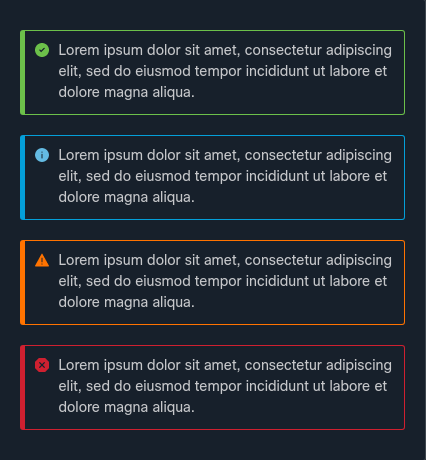 Lorem ipsum dolor sit amet, consectetur adipiscing
elit, sed do eiusmod tempor incididunt ut labore et
dolore magna aliqua.
Lorem ipsum dolor sit amet, consectetur adipiscing
elit, sed do eiusmod tempor incididunt ut labore et
dolore magna aliqua.
Lorem ipsum dolor sit amet, consectetur adipiscing
elit, sed do eiusmod tempor incididunt ut labore et
dolore magna aliqua.
Lorem ipsum dolor sit amet, consectetur adipiscing
elit, sed do eiusmod tempor incididunt ut labore et
dolore magna aliqua.